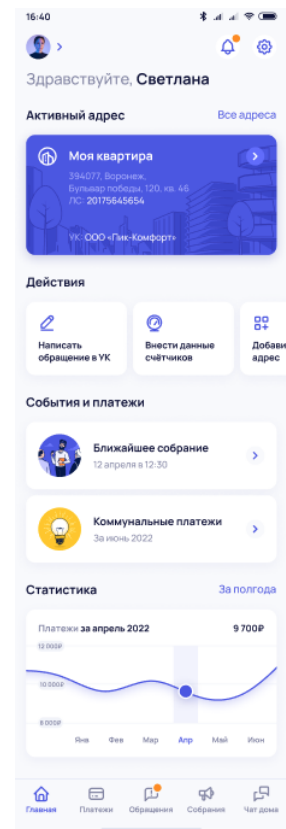 16:40
Здравствуйте, Светлана
Активный адрес
Все адреса
Моя квартира
394077, Воронеж,
Бульвар победы, 120, кв. 46
ЛС: 20175645654
УК: ООО «Пик-Комфорт»
Действия
Написать
обращение в УК
Внести данные
счётчиков
Добави
адрес
События и платежи
Ближайшее собрание
12 апреля в 12:30
Коммунальные платежи
За июнь 2022
Статистика
За полгода
Платежи за апрель 2022
9 700₽
12 000₽
10 000₽
8 000₽
Янв Фев Мар Апр Май Июн
Главная Платежи Обращения Собрания Чат дома